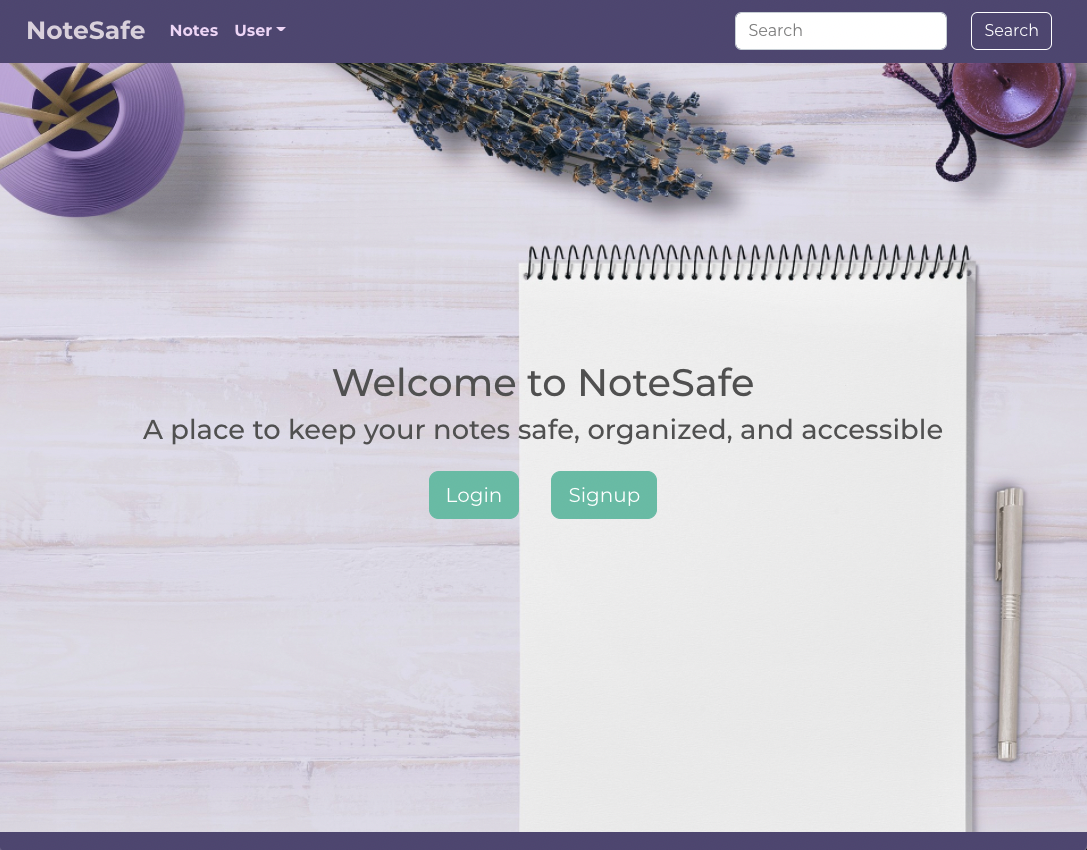 NoteSafe Notes User Search Search
Welcome to NoteSafe
A place to keep your notes safe, organized, and accessible
Login Signup